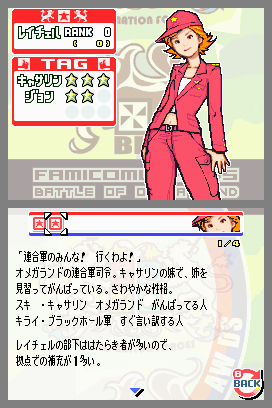 レイチェル RANK 0
( 0)
TAG
キャサリン★★★
ジョン ★★
FAMICOM
BATTLE OF
1/4
「連合軍のみんな! 行くわよ!」
オメガランドの連合軍司令。キャサリンの妹で、姉を
見習ってがんばっている。さわやかな性格。
スキ ・キャサリン オメガランド がんばってる人
キライ・ブラックホール軍 すぐ言い訳する人
レイチェルの部下ははたらき者が多いので、
拠点での補充が1多い。
B
BACK